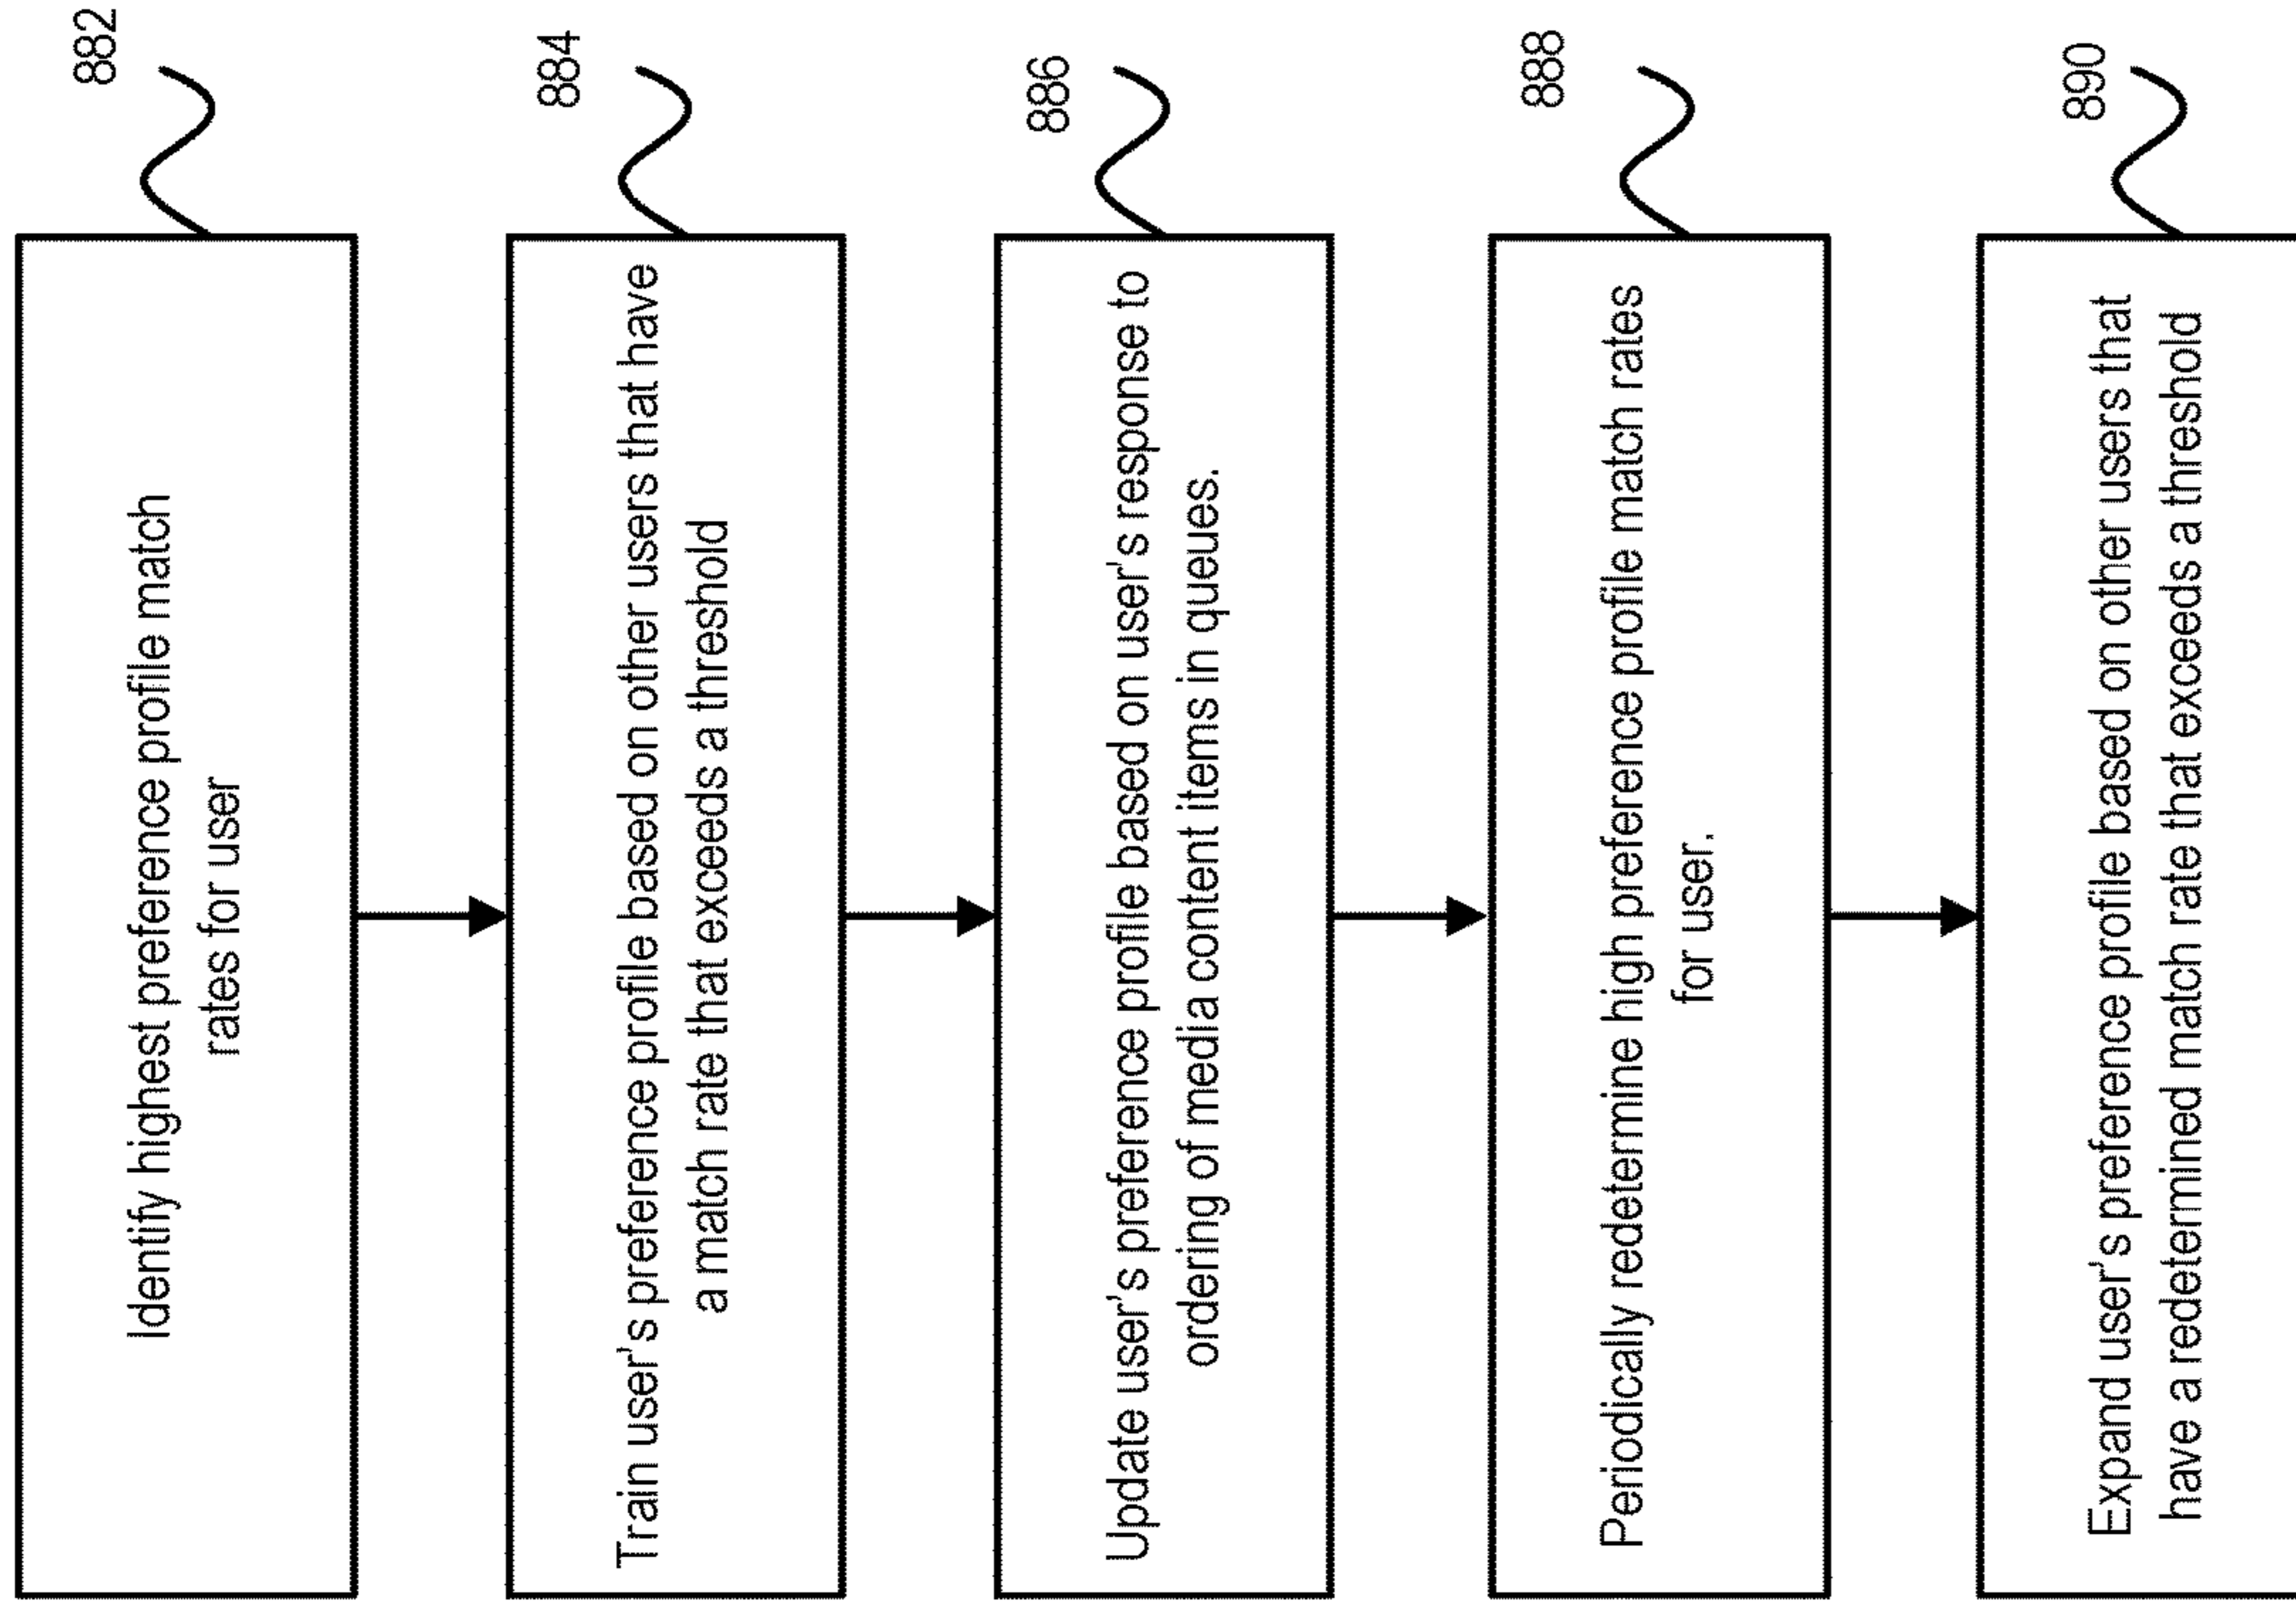 882
Identify highest preference profile match
rates for user
884
Train user's preference profile based on other users that have
a match rate that exceeds a threshold
886
Update user's preference profile based on user's response to
ordering of media content items in queues.
888
Periodically redetermine high preference profile match rates
for user.
890
Expand user's preference profile based on other users that
have a redetermined match rate that exceeds a threshold